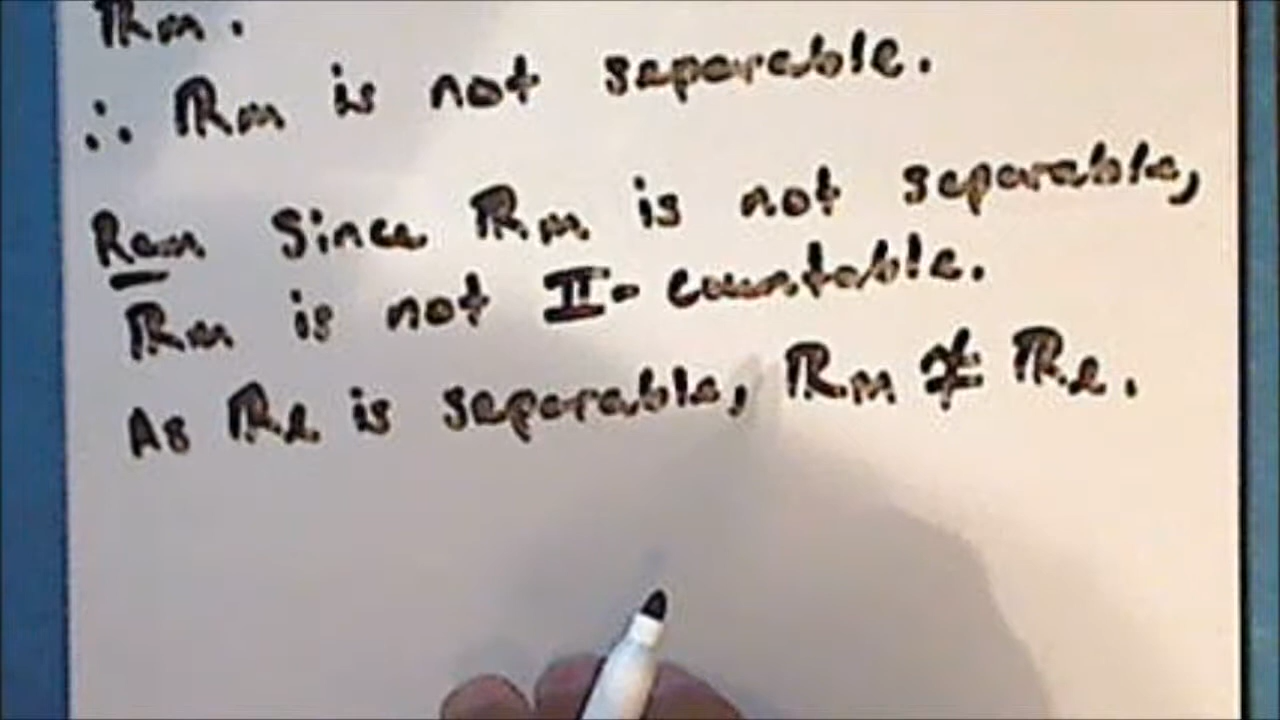 ℝm.
∴ ℝm is not separable.
Rem Since ℝm is not separable,
ℝm is not II-countable.
As ℝl is separable, ℝm ≄ ℝl.